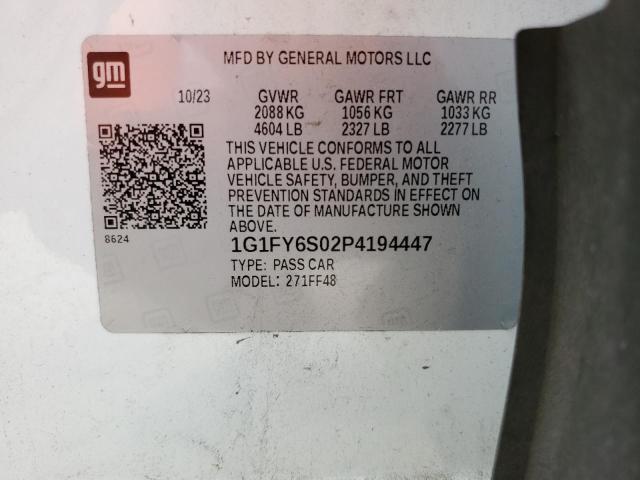 gm
MFD BY GENERAL MOTORS LLC
10/23 GVWR GAWR FRT GAWR RR
2088 KG 1056 KG 1033 KG
4604 LB 2327 LB 2277 LB
THIS VEHICLE CONFORMS TO ALL
APPLICABLE U.S. FEDERAL MOTOR
VEHICLE SAFETY, BUMPER, AND THEFT
PREVENTION STANDARDS IN EFFECT ON
THE DATE OF MANUFACTURE SHOWN
ABOVE.
8624
1G1FY6S02P4194447
TYPE: PASS CAR
MODEL: 271FF48